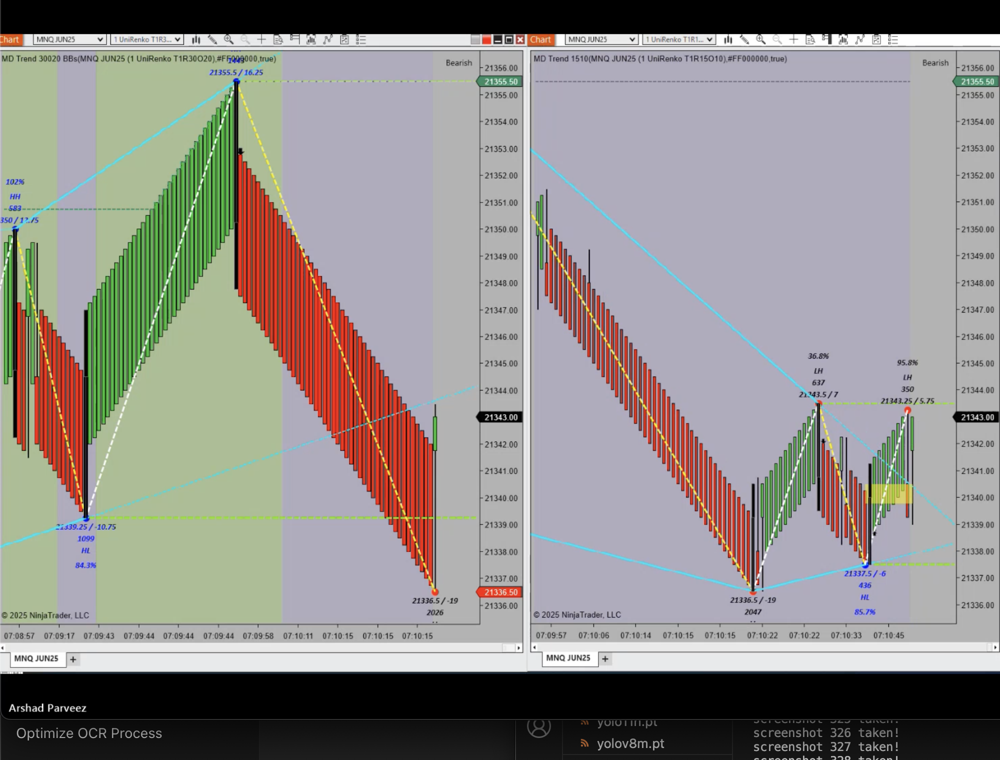 Chart MNQ JUN25 1 UniRenko T1R3...
MD Trend 30020 BBs(MNQ JUN25 (1 UniRenko T1R30O20),#FF000000,true)
Bearish
21355.5 / 16.25
102%
HH
583
21339.25 / -10.75
1099
HL
84.3%
21336.5 / -19
2026
21356.00
21355.50
21355.00
21354.00
21353.00
21352.00
21351.00
21350.00
21349.00
21348.00
21347.00
21346.00
21345.00
21344.00
21343.00
21342.00
21341.00
21340.00
21339.00
21338.00
21337.00
21336.50
21336.00
© 2025 NinjaTrader, LLC
07:08:57 07:09:17 07:09:43 07:09:44 07:09:44 07:09:44 07:09:58 07:10:11 07:10:15 07:10:15 07:10:15
MNQ JUN25 +
Chart MNQ JUN25 1 UniRenko T1R1...
MD Trend 1510(MNQ JUN25 (1 UniRenko T1R15O10),#FF000000,true)
Bearish
36.8%
LH
637
21343.5 / 7
95.8%
LH
350
21343.25 / 5.75
21337.5 / -6
436
HL
85.7%
21336.5 / -19
2047
21356.00
21355.50
21355.00
21354.00
21353.00
21352.00
21351.00
21350.00
21349.00
21348.00
21347.00
21346.00
21345.00
21344.00
21343.00
21342.00
21341.00
21340.00
21339.00
21338.00
21337.00
21336.00
© 2025 NinjaTrader, LLC
07:09:57 07:10:06 07:10:14 07:10:15 07:10:15 07:10:22 07:10:22 07:10:33 07:10:45
MNQ JUN25 +
Arshad Parveez
Optimize OCR Process
yolo11n.pt
yolov8m.pt
screenshot 325 taken!
screenshot 326 taken!
screenshot 327 taken!
screenshot 328 taken!